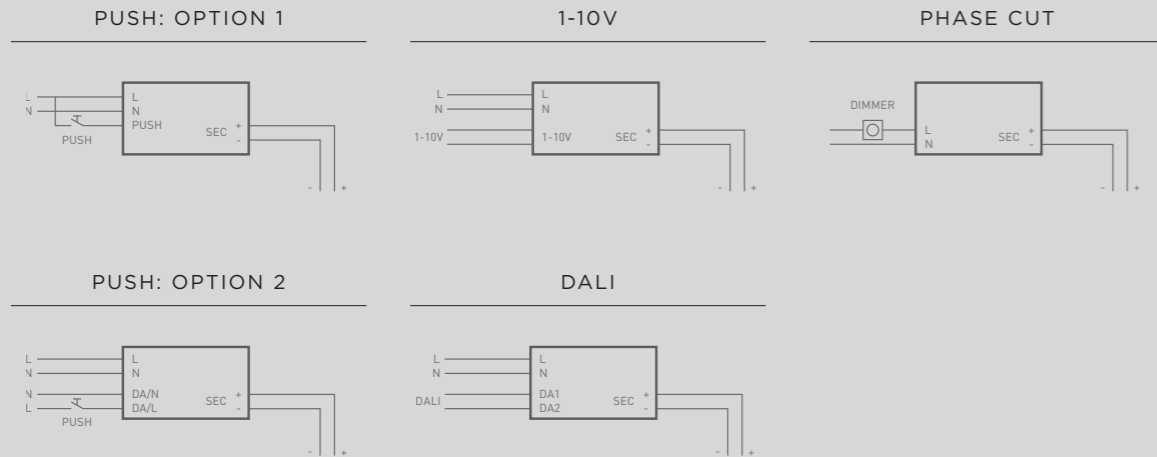 PUSH: OPTION 1
L
N
PUSH
L
N
PUSH
SEC
+
-
-
+
1-10V
L
N
1-10V
L
N
1-10V
SEC
+
-
-
+
PHASE CUT
DIMMER
L
N
SEC
+
-
-
+
PUSH: OPTION 2
L
N
N
L
PUSH
L
N
DA/N
DA/L
SEC
+
-
-
+
DALI
L
N
DALI
L
N
DA1
DA2
SEC
+
-
-
+